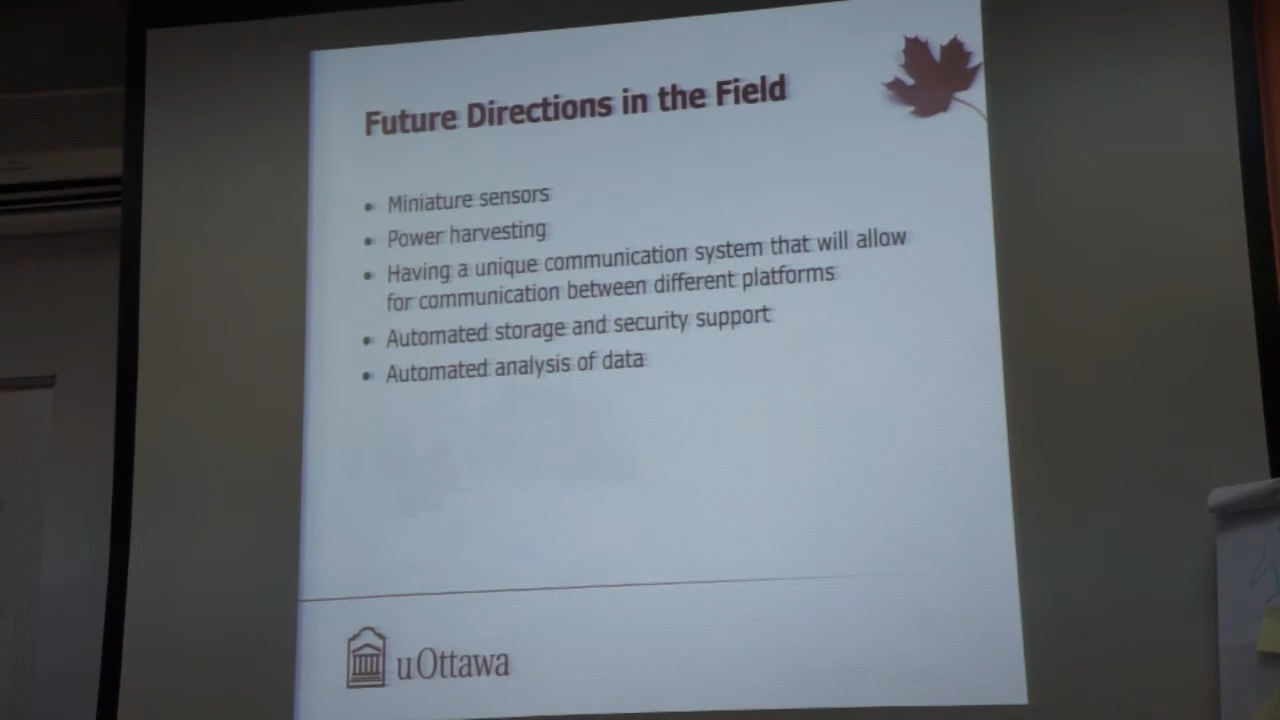 Future Directions in the Field
• Miniature sensors
• Power harvesting
• Having a unique communication system that will allow
for communication between different platforms
• Automated storage and security support
• Automated analysis of data
uOttawa